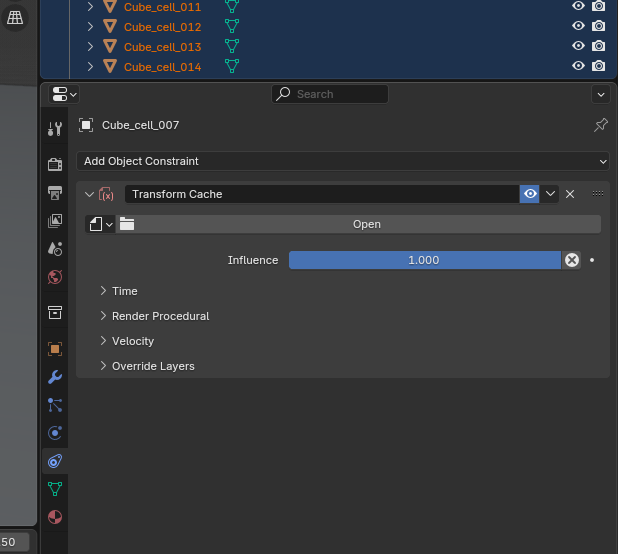 Cube_cell_011
Cube_cell_012
Cube_cell_013
Cube_cell_014
Search
Cube_cell_007
Add Object Constraint
Transform Cache
Open
Influence 1.000
Time
Render Procedural
Velocity
Override Layers
50